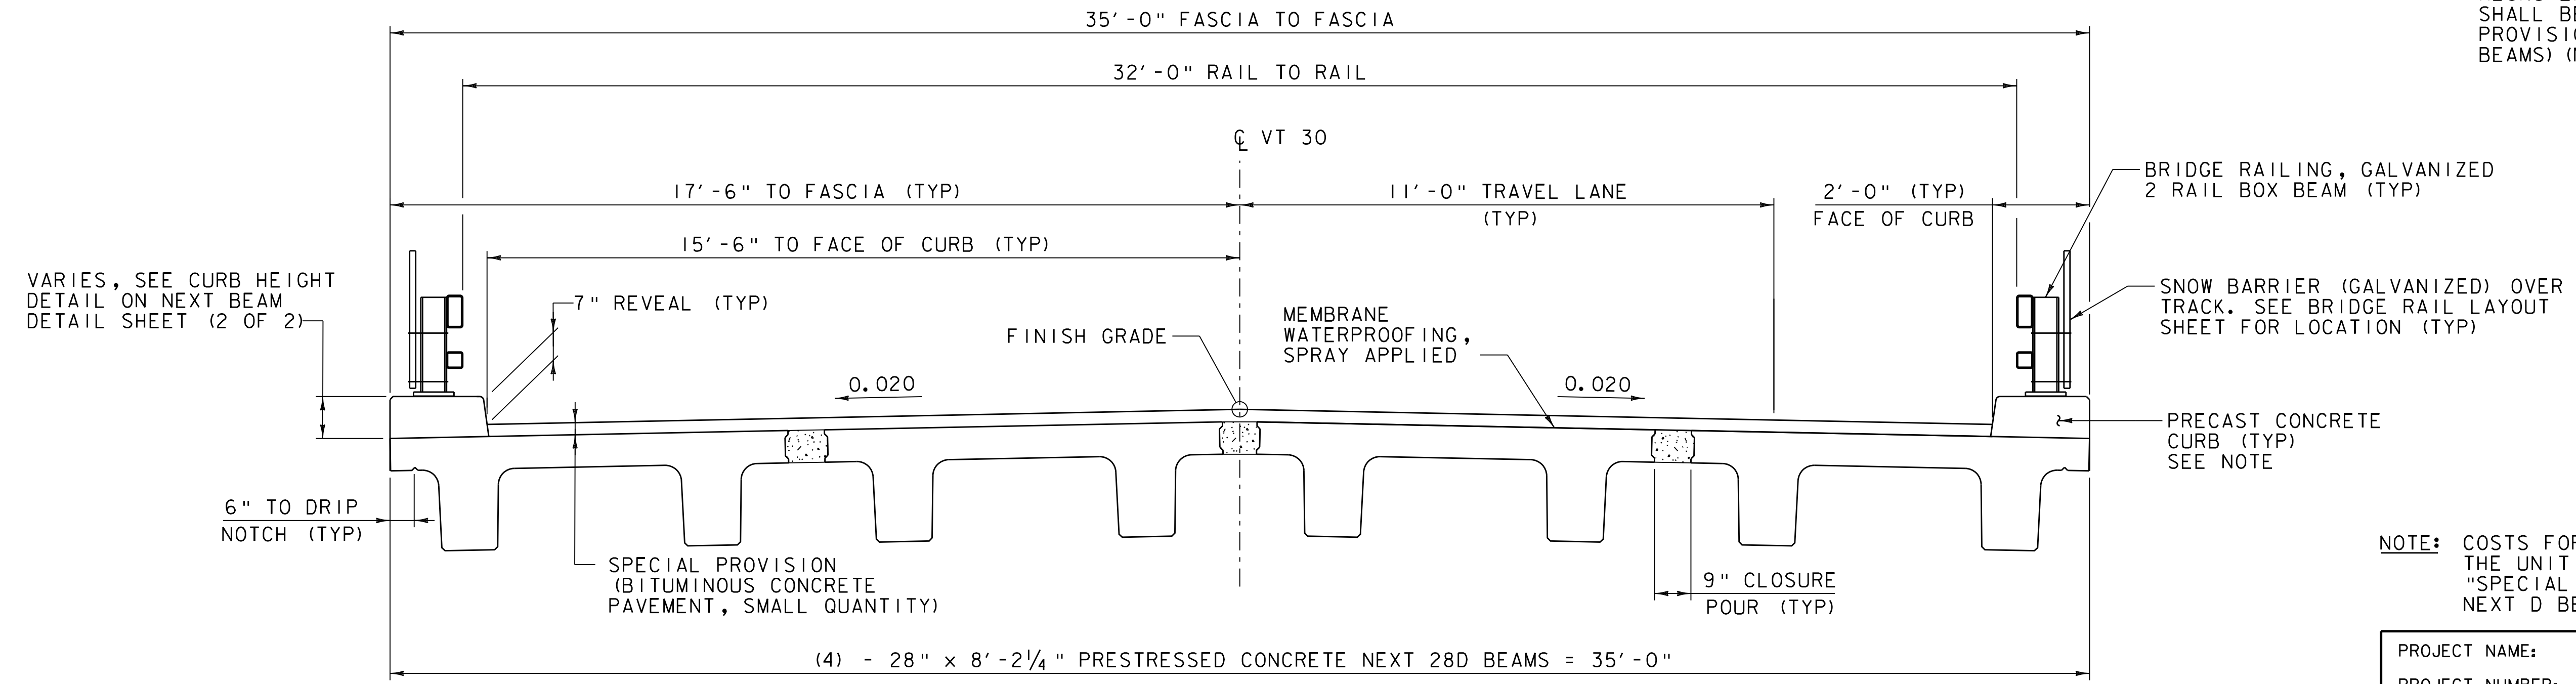 35'-0" FASCIA TO FASCIA
32'-0" RAIL TO RAIL
SHALL BE
PROVISIO
BEAMS) (
℄ VT 30
17'-6" TO FASCIA (TYP)
11'-0" TRAVEL LANE
(TYP)
2'-0" (TYP)
FACE OF CURB
15'-6" TO FACE OF CURB (TYP)
BRIDGE RAILING, GALVANIZED
2 RAIL BOX BEAM (TYP)
VARIES, SEE CURB HEIGHT
DETAIL ON NEXT BEAM
DETAIL SHEET (2 OF 2)
7" REVEAL (TYP)
FINISH GRADE
MEMBRANE
WATERPROOFING,
SPRAY APPLIED
SNOW BARRIER (GALVANIZED) OVER
TRACK. SEE BRIDGE RAIL LAYOUT
SHEET FOR LOCATION (TYP)
0.020
0.020
PRECAST CONCRETE
CURB (TYP)
SEE NOTE
6" TO DRIP
NOTCH (TYP)
SPECIAL PROVISION
(BITUMINOUS CONCRETE
PAVEMENT, SMALL QUANTITY)
9" CLOSURE
POUR (TYP)
NOTE: COSTS FOR
THE UNIT
"SPECIAL
NEXT D BE
(4) - 28" x 8'-2¼" PRESTRESSED CONCRETE NEXT 28D BEAMS = 35'-0"
PROJECT NAME:
PROJECT NUMBER: